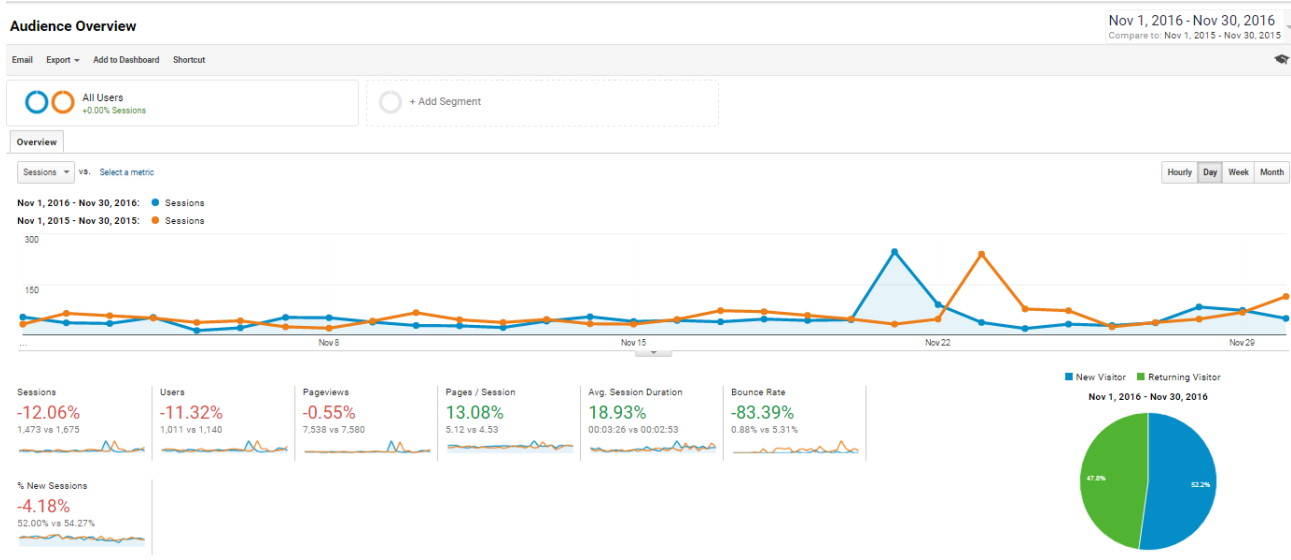 Audience Overview
Nov 1, 2016 - Nov 30, 2016
Compare to: Nov 1, 2015 - Nov 30, 2015
Email Export Add to Dashboard Shortcut
All Users
+0.00% Sessions
+ Add Segment
Overview
Sessions vs. Select a metric
Hourly Day Week Month
Nov 1, 2016 - Nov 30, 2016: Sessions
Nov 1, 2015 - Nov 30, 2015: Sessions
300
150
... Nov 8 Nov 15 Nov 22 Nov 29
Sessions
-12.06%
1,473 vs 1,675
Users
-11.32%
1,011 vs 1,140
Pageviews
-0.55%
7,538 vs 7,580
Pages / Session
13.08%
5.12 vs 4.53
Avg. Session Duration
18.93%
00:03:26 vs 00:02:53
Bounce Rate
-83.39%
0.88% vs 5.31%
% New Sessions
-4.18%
52.00% vs 54.27%
New Visitor Returning Visitor
Nov 1, 2016 - Nov 30, 2016
47.8%
52.2%